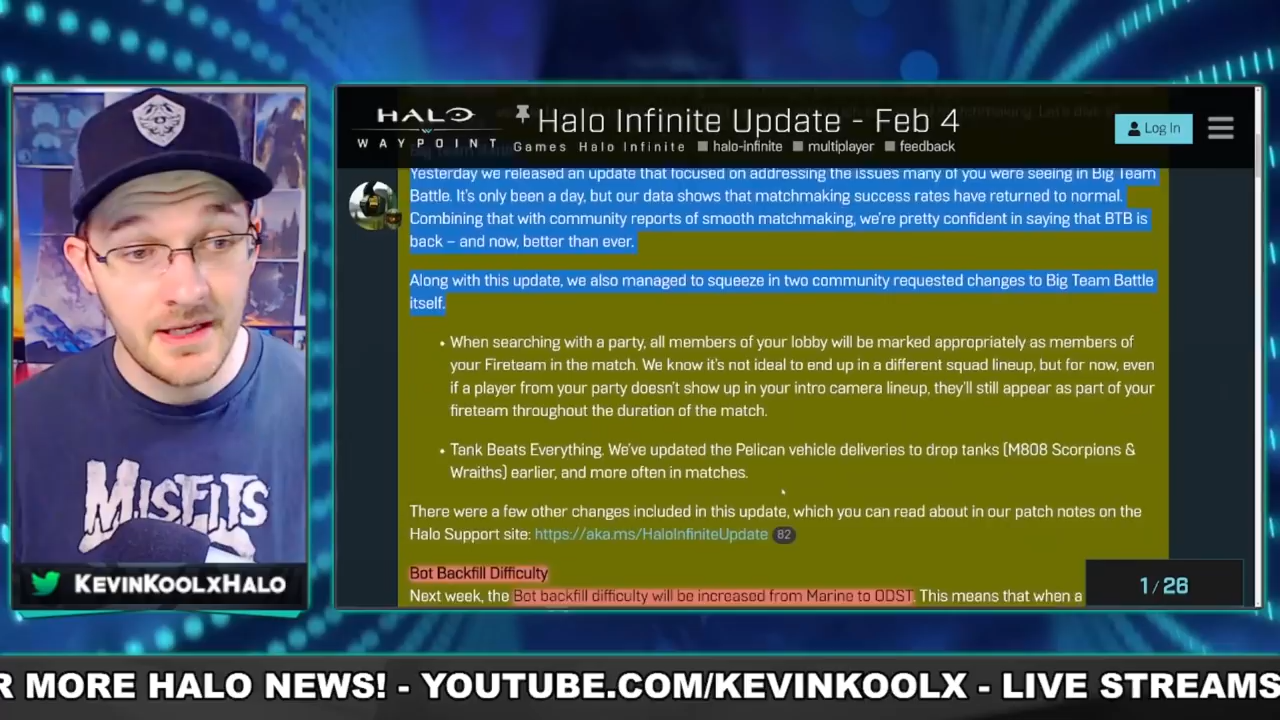 HALO
WAYPOINT
Halo Infinite Update - Feb 4
Games Halo Infinite halo-infinite multiplayer feedback
Log In
Yesterday we released an update that focused on addressing the issues many of you were seeing in Big Team
Battle. It's only been a day, but our data shows that matchmaking success rates have returned to normal.
Combining that with community reports of smooth matchmaking, we're pretty confident in saying that BTB is
back – and now, better than ever.
Along with this update, we also managed to squeeze in two community requested changes to Big Team Battle
itself.
• When searching with a party, all members of your lobby will be marked appropriately as members of
your Fireteam in the match. We know it's not ideal to end up in a different squad lineup, but for now, even
if a player from your party doesn't show up in your intro camera lineup, they'll still appear as part of your
fireteam throughout the duration of the match.
• Tank Beats Everything. We've updated the Pelican vehicle deliveries to drop tanks (M808 Scorpions &
Wraiths) earlier, and more often in matches.
There were a few other changes included in this update, which you can read about in our patch notes on the
Halo Support site: https://aka.ms/HaloInfiniteUpdate 82
Bot Backfill Difficulty
Next week, the Bot backfill difficulty will be increased from Marine to ODST. This means that when a
1 / 26
MISFITS
KEVINKOOLXHALO
R MORE HALO NEWS! - YOUTUBE.COM/KEVINKOOLX - LIVE STREAMS